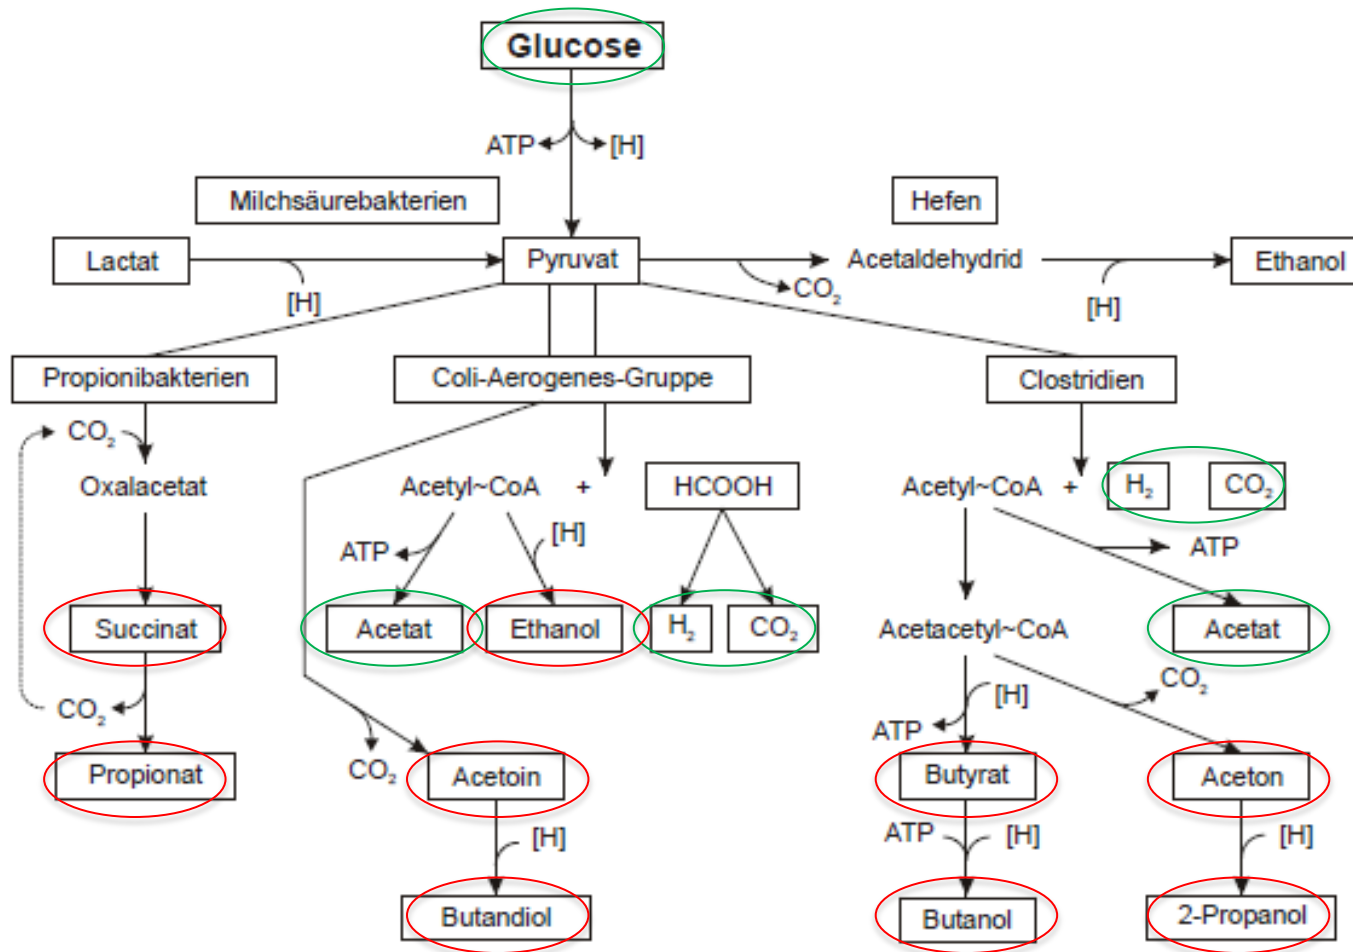 Glucose
ATP [H]
Milchsäurebakterien Hefen
Lactat Pyruvat Acetaldehydrid Ethanol
[H] CO₂ [H]
Propionibakterien Coli-Aerogenes-Gruppe Clostridien
CO₂
Oxalacetat Acetyl~CoA + HCOOH Acetyl~CoA + H₂ CO₂
ATP [H] ATP
Succinat Acetat Ethanol H₂ CO₂ Acetacetyl~CoA Acetat
CO₂ [H] CO₂
ATP
Propionat CO₂ Acetoin Butyrat Aceton
[H] ATP [H] [H]
Butandiol Butanol 2-Propanol